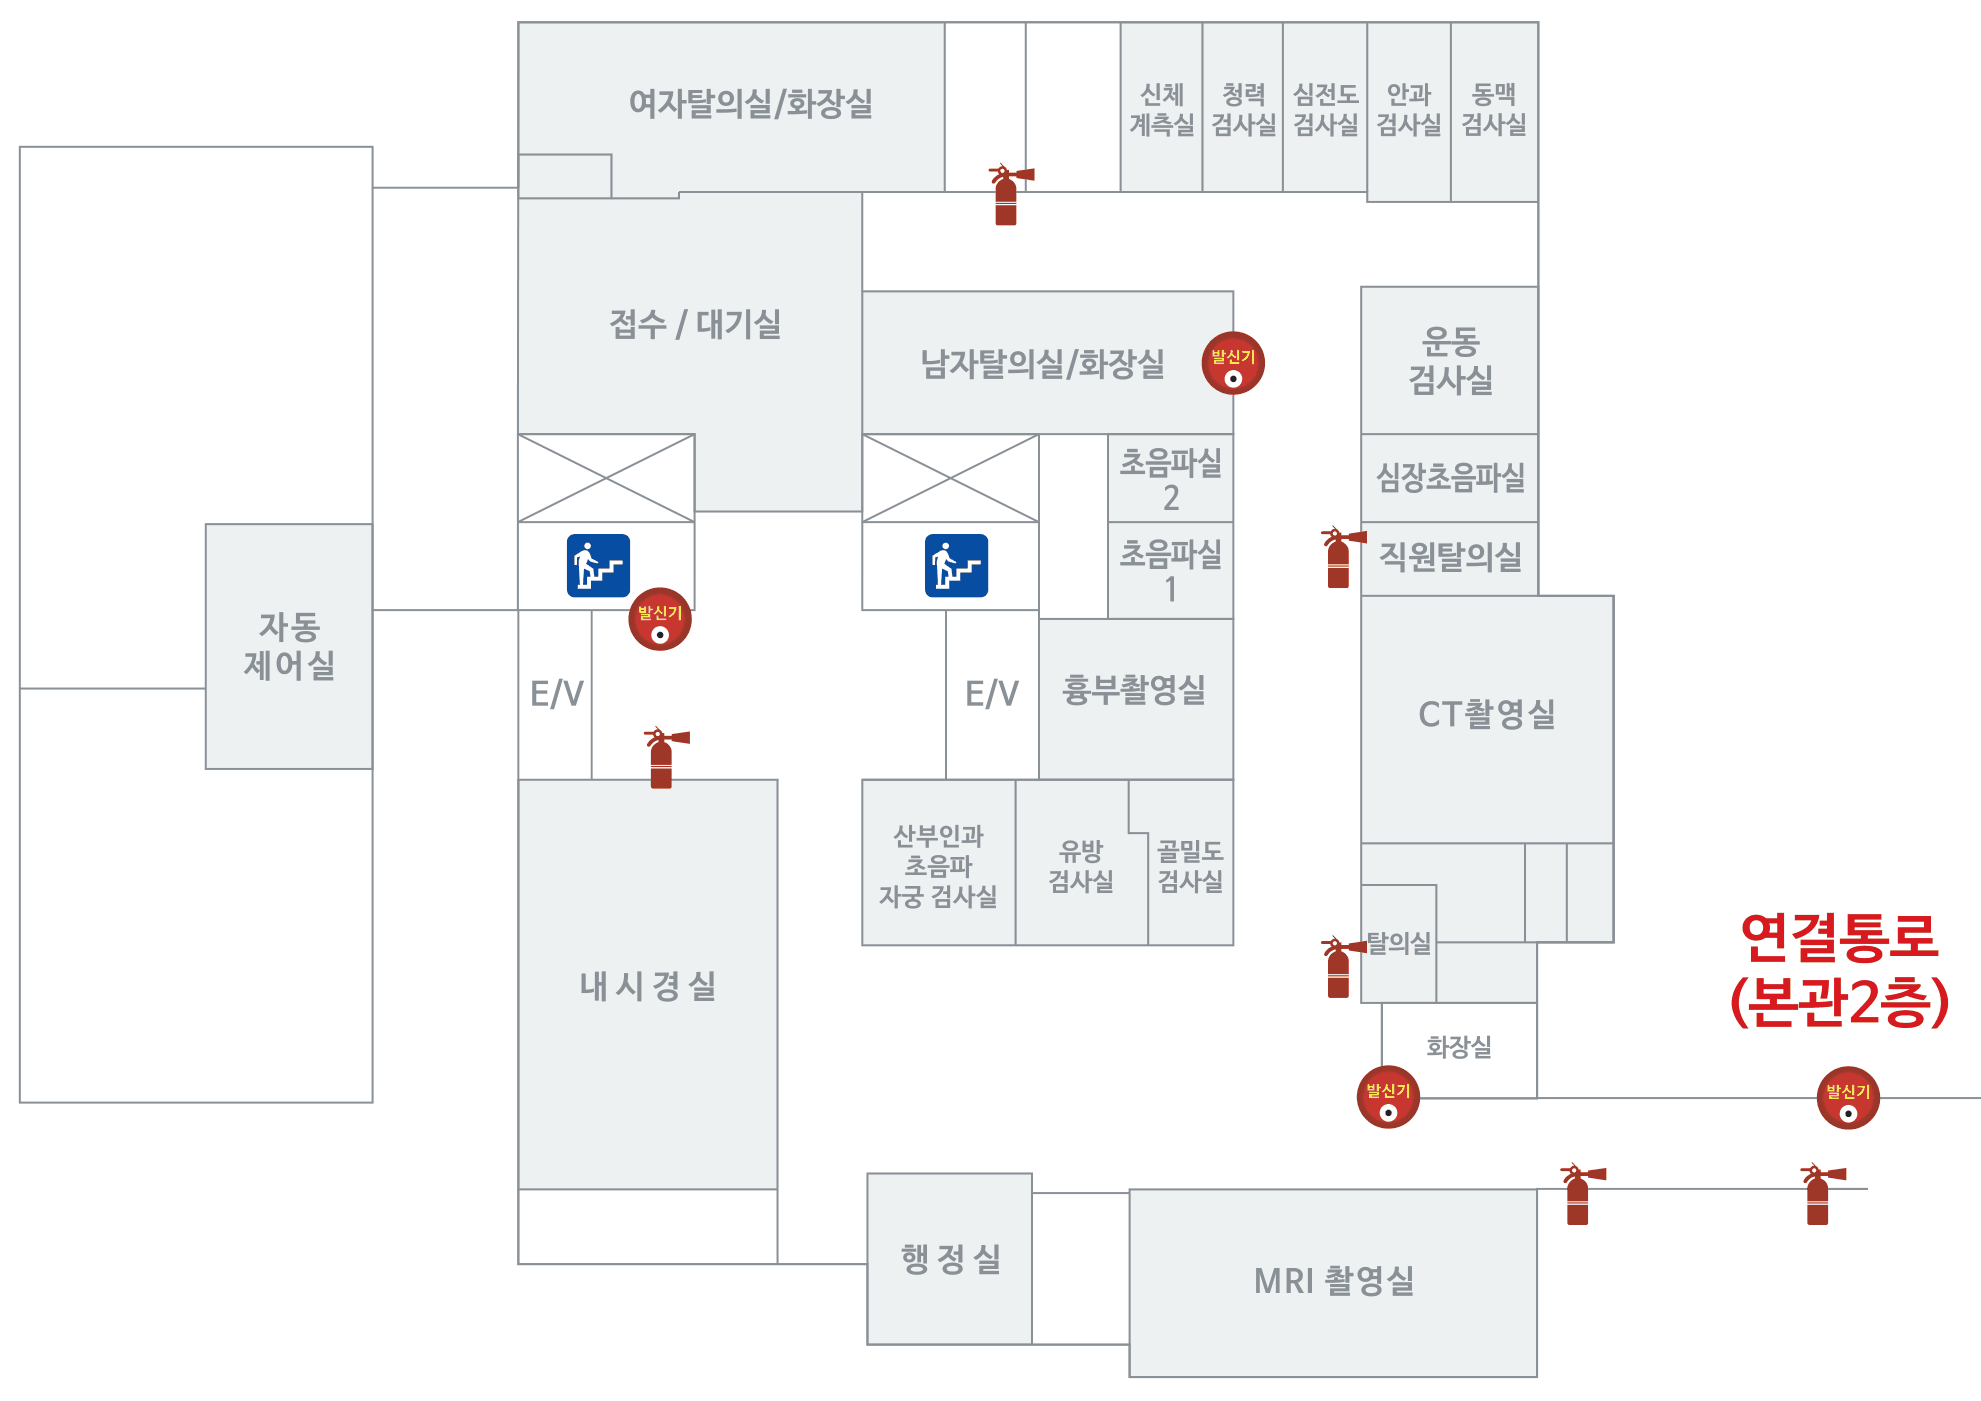 여자탈의실/화장실
신체
계측실
청력
검사실
심전도
검사실
안과
검사실
동맥
검사실
접수 / 대기실
남자탈의실/화장실
발신기
운동
검사실
초음파실
2
심장초음파실
초음파실
1
직원탈의실
자동
제어실
발신기
E/V
E/V
흉부촬영실
CT촬영실
산부인과
초음파
자궁 검사실
유방
검사실
골밀도
검사실
탈의실
연결통로
(본관2층)
내 시 경 실
화장실
발신기
발신기
행 정 실
MRI 촬영실